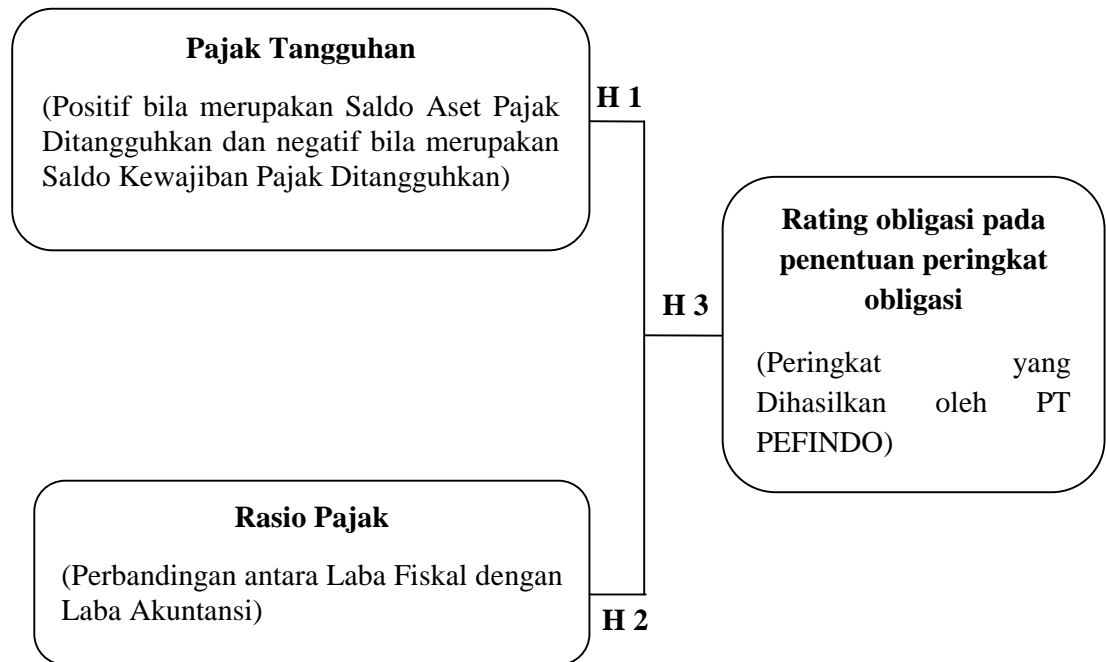 Pajak Tangguhan
(Positif bila merupakan Saldo Aset Pajak
Ditangguhkan dan negatif bila merupakan
Saldo Kewajiban Pajak Ditangguhkan)
H 1
Rating obligasi pada
penentuan peringkat
obligasi
(Peringkat yang
Dihasilkan oleh PT
PEFINDO)
H 3
Rasio Pajak
(Perbandingan antara Laba Fiskal dengan
Laba Akuntansi)
H 2